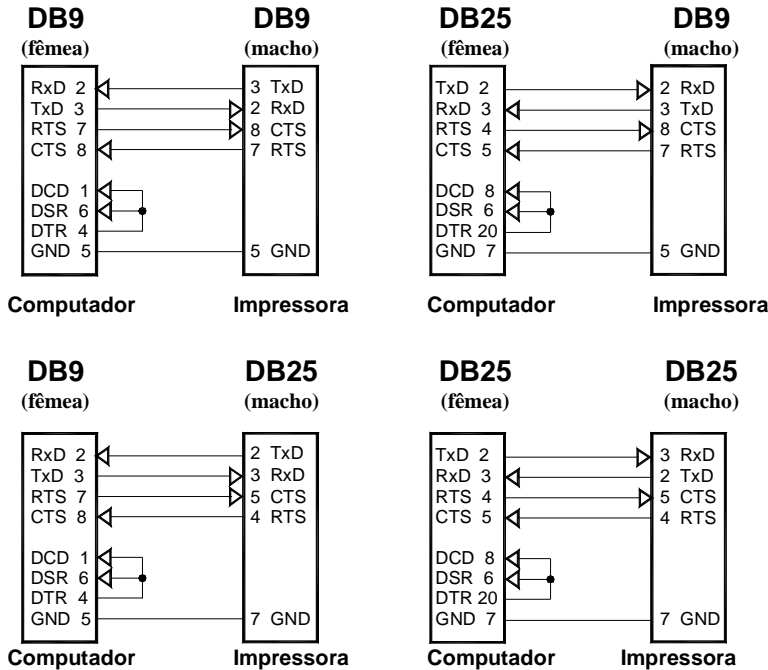 DB9 DB9
(fêmea) (macho)
RxD 2 3 TxD
TxD 3 2 RxD
RTS 7 8 CTS
CTS 8 7 RTS
DCD 1
DSR 6
DTR 4
GND 5 5 GND
Computador Impressora
DB25 DB9
(fêmea) (macho)
TxD 2 2 RxD
RxD 3 3 TxD
RTS 4 8 CTS
CTS 5 7 RTS
DCD 8
DSR 6
DTR 20
GND 7 5 GND
Computador Impressora
DB9 DB25
(fêmea) (macho)
RxD 2 2 TxD
TxD 3 3 RxD
RTS 7 5 CTS
CTS 8 4 RTS
DCD 1
DSR 6
DTR 4
GND 5 7 GND
Computador Impressora
DB25 DB25
(fêmea) (macho)
TxD 2 3 RxD
RxD 3 2 TxD
RTS 4 5 CTS
CTS 5 4 RTS
DCD 8
DSR 6
DTR 20
GND 7 7 GND
Computador Impressora